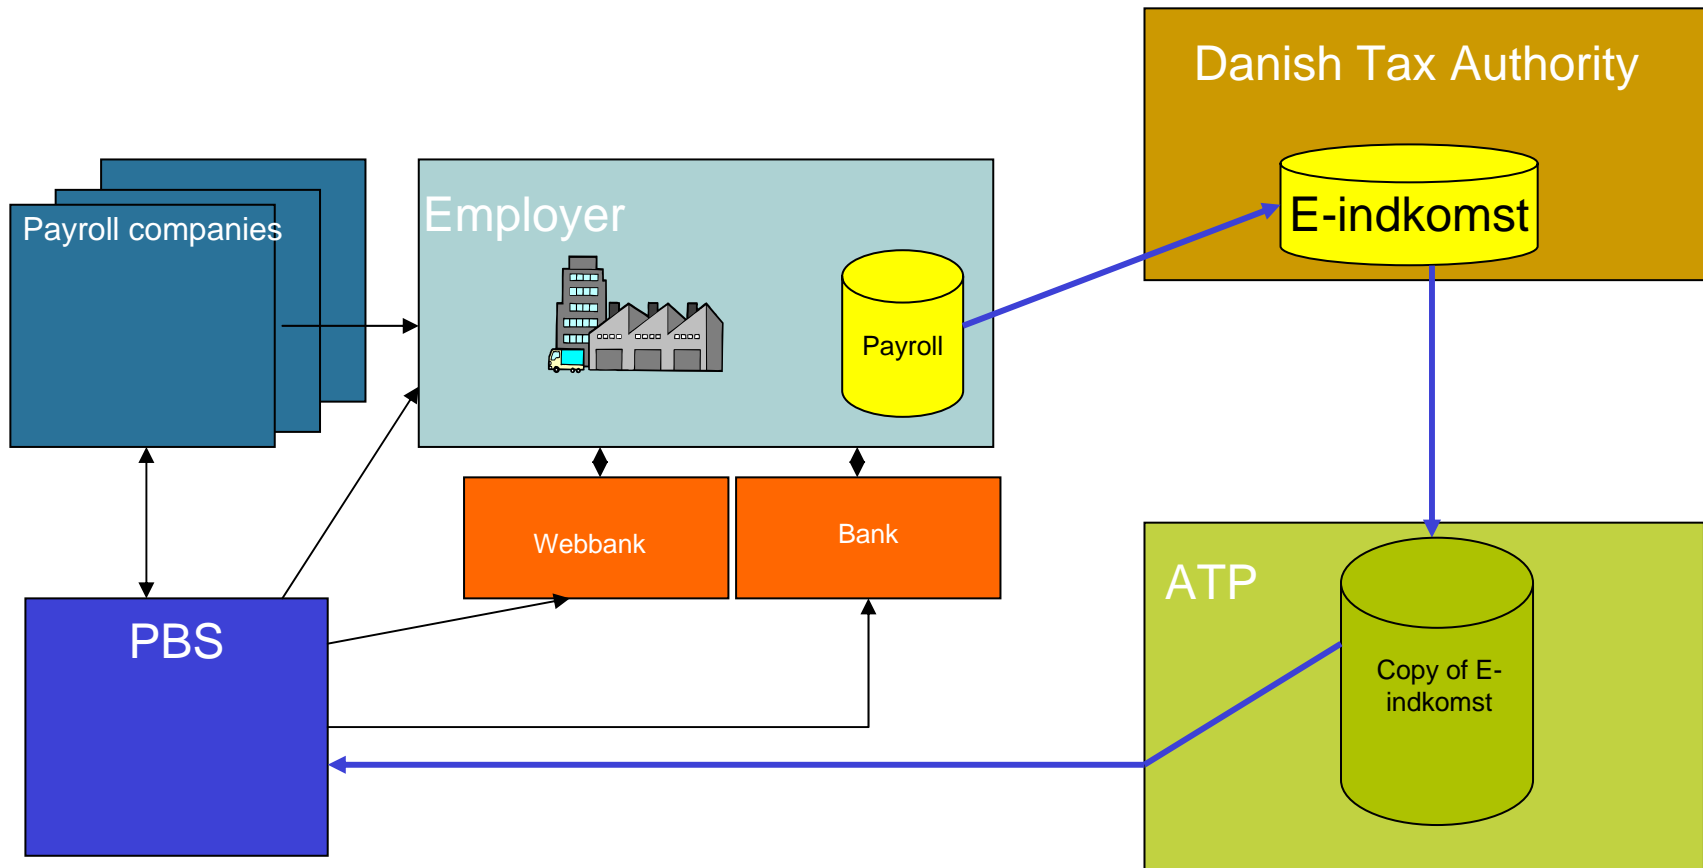 Danish Tax Authority
E-indkomst
Payroll companies
Employer
Payroll
Webbank
Bank
PBS
ATP
Copy of E-
indkomst